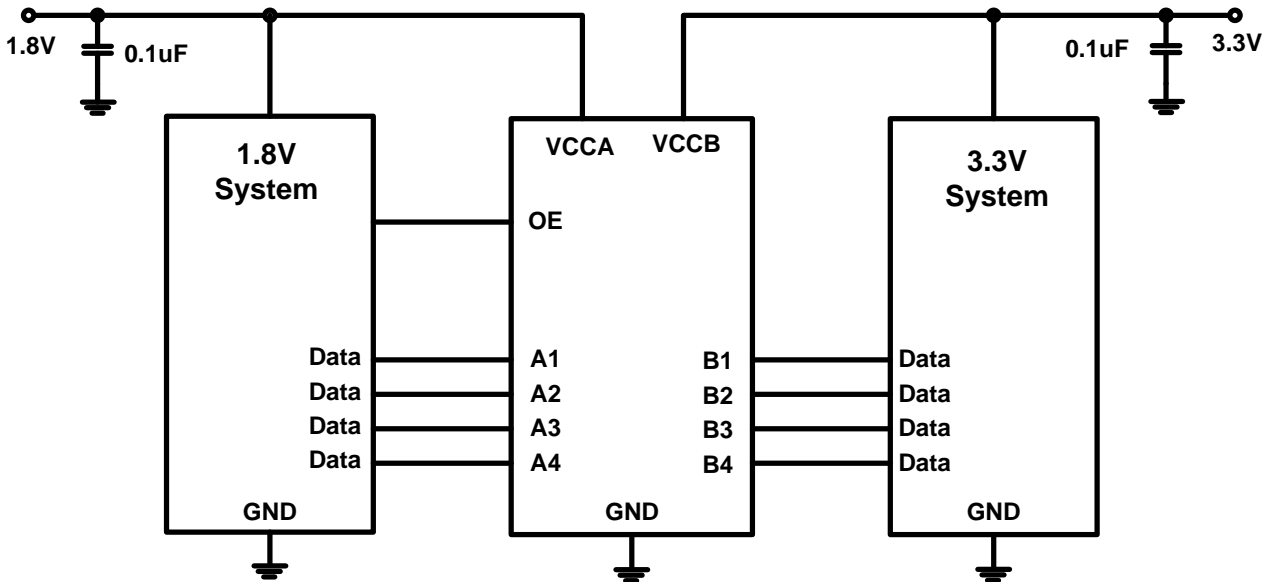 1.8V
0.1uF
0.1uF
3.3V
1.8V
System
VCCA
VCCB
3.3V
System
OE
Data
A1
B1
Data
Data
A2
B2
Data
Data
A3
B3
Data
Data
A4
B4
Data
GND
GND
GND